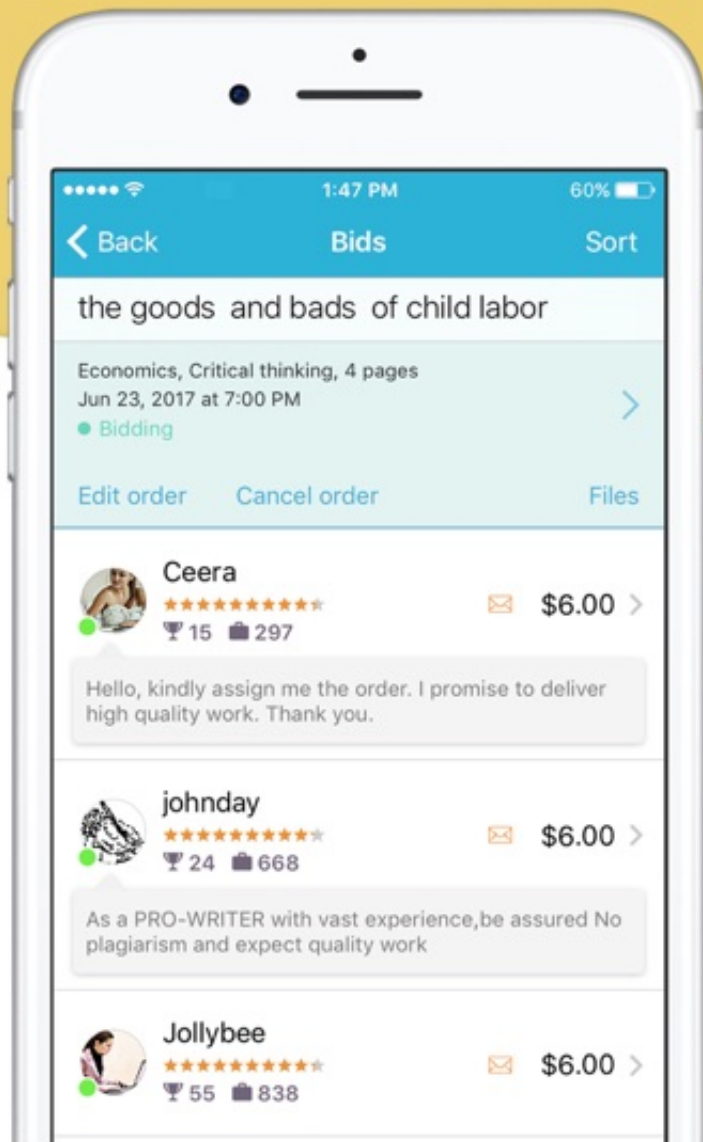 1:47 PM
60%
Back
Bids
Sort
the goods and bads of child labor
Economics, Critical thinking, 4 pages
Jun 23, 2017 at 7:00 PM
Bidding
Edit order
Cancel order
Files
Ceera
$6.00
15 297
Hello, kindly assign me the order. I promise to deliver
high quality work. Thank you.
johnday
$6.00
24 668
As a PRO-WRITER with vast experience,be assured No
plagiarism and expect quality work
Jollybee
$6.00
55 838